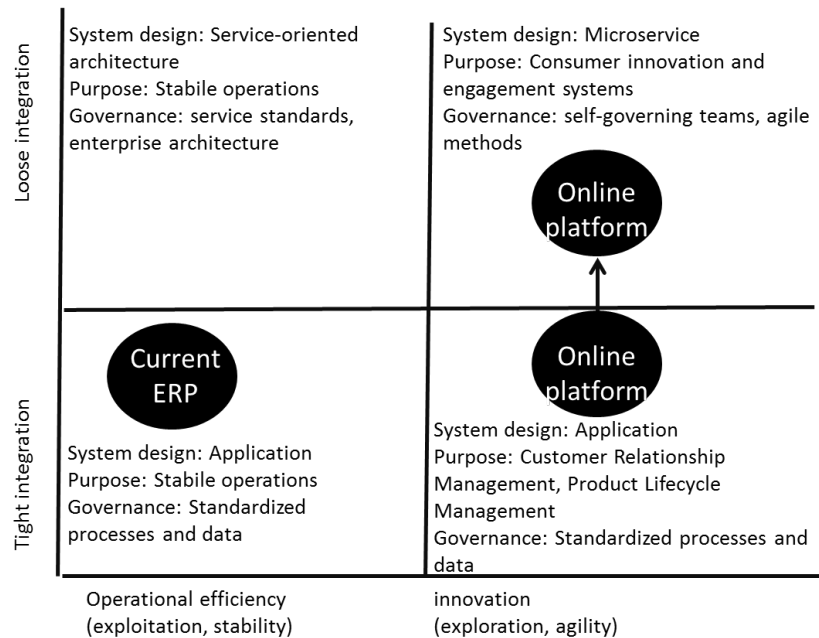 Loose integration
System design: Service-oriented
architecture
Purpose: Stabile operations
Governance: service standards,
enterprise architecture
System design: Microservice
Purpose: Consumer innovation and
engagement systems
Governance: self-governing teams, agile
methods
Online
platform
Tight integration
Current
ERP
System design: Application
Purpose: Stabile operations
Governance: Standardized
processes and data
Online
platform
System design: Application
Purpose: Customer Relationship
Management, Product Lifecycle
Management
Governance: Standardized processes and
data
Operational efficiency
(exploitation, stability)
innovation
(exploration, agility)